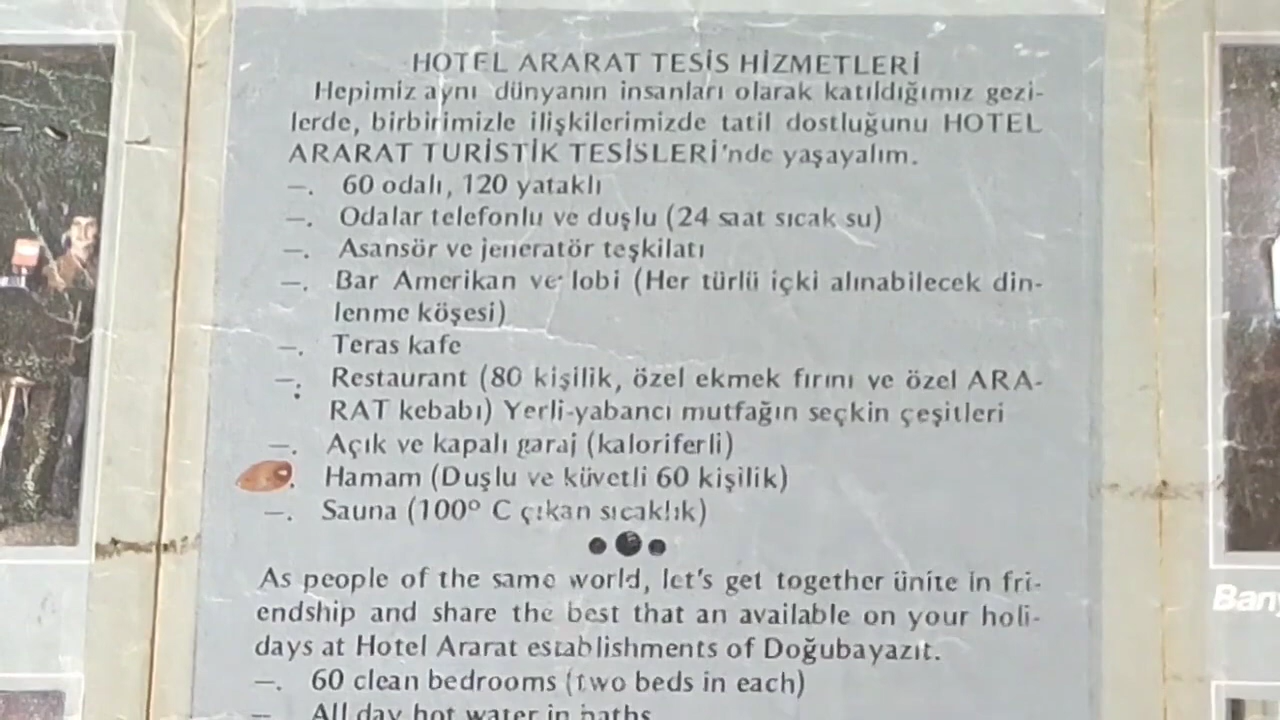 HOTEL ARARAT TESİS HİZMETLERİ
Hepimiz aynı dünyanın insanları olarak katıldığımız gezi-
lerde, birbirimizle ilişkilerimizde tatil dostluğunu HOTEL
ARARAT TURİSTİK TESİSLERİ'nde yaşayalım.
—. 60 odalı, 120 yataklı
—. Odalar telefonlu ve duşlu (24 saat sıcak su)
—. Asansör ve jeneratör teşkilatı
—. Bar Amerikan ve lobi (Her türlü içki alınabilecek din-
lenme köşesi)
—. Teras kafe
—. Restaurant (80 kişilik, özel ekmek fırını ve özel ARA-
RAT kebabı) Yerli-yabancı mutfağın seçkin çeşitleri
—. Açık ve kapalı garaj (kaloriferli)
. Hamam (Duşlu ve küvetli 60 kişilik)
—. Sauna (100° C çıkan sıcaklık)
As people of the same world, let's get together ünite in fri-
endship and share the best that an available on your holi-
days at Hotel Ararat establishments of Doğubayazıt.
—. 60 clean bedrooms (two beds in each)
— All day hot water in baths